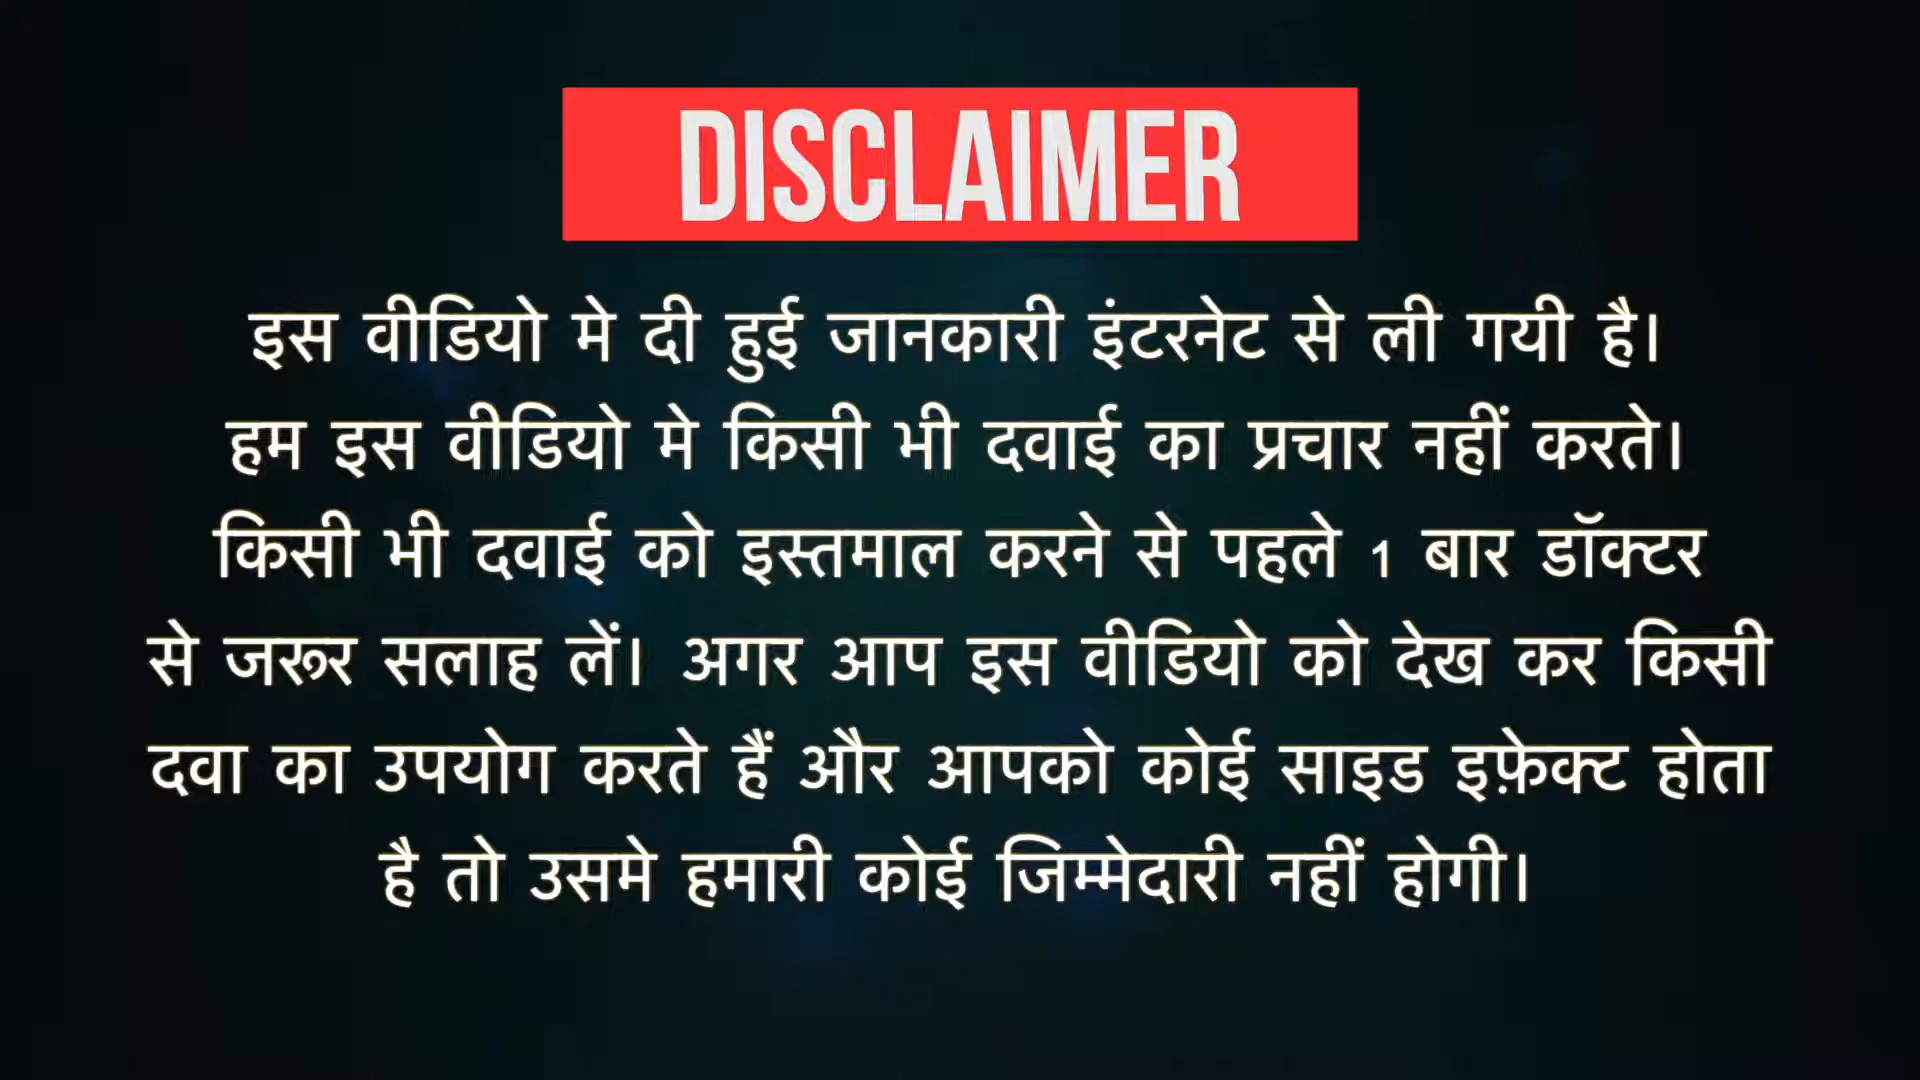 DISCLAIMER
इस वीडियो मे दी हुई जानकारी इंटरनेट से ली गयी है।
हम इस वीडियो मे किसी भी दवाई का प्रचार नहीं करते।
किसी भी दवाई को इस्तमाल करने से पहले 1 बार डॉक्टर
से जरूर सलाह लें। अगर आप इस वीडियो को देख कर किसी
दवा का उपयोग करते हैं और आपको कोई साइड इफ़ेक्ट होता
है तो उसमे हमारी कोई जिम्मेदारी नहीं होगी।